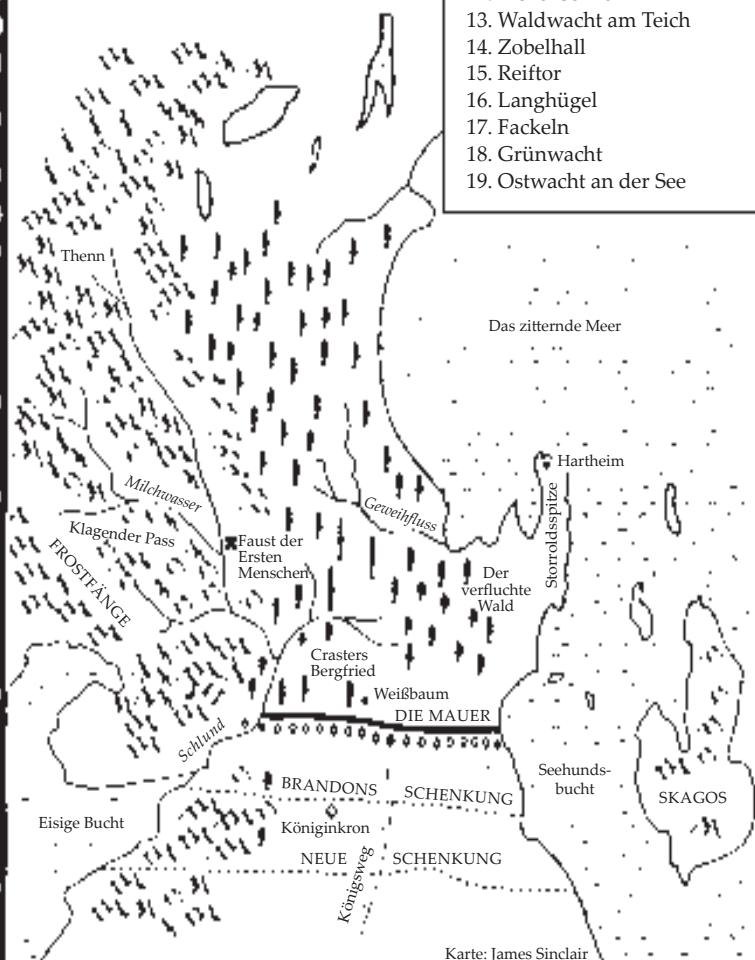 13. Waldwacht am Teich
14. Zobelhall
15. Reiftor
16. Langhügel
17. Fackeln
18. Grünwacht
19. Ostwacht an der See
Thenn
Das zitternde Meer
Hartheim
Milchwasser
Geweihfluss
Storroldsspitze
Klagender Pass
Faust der
Ersten
Menschen
FROSTFÄNGE
Der
verfluchte
Wald
Crasters
Bergfried
Weißbaum
DIE MAUER
Schlund
Seehunds-
bucht
SKAGOS
BRANDONS SCHENKUNG
Eisige Bucht
Königinkron
NEUE SCHENKUNG
Königsweg
Karte: James Sinclair